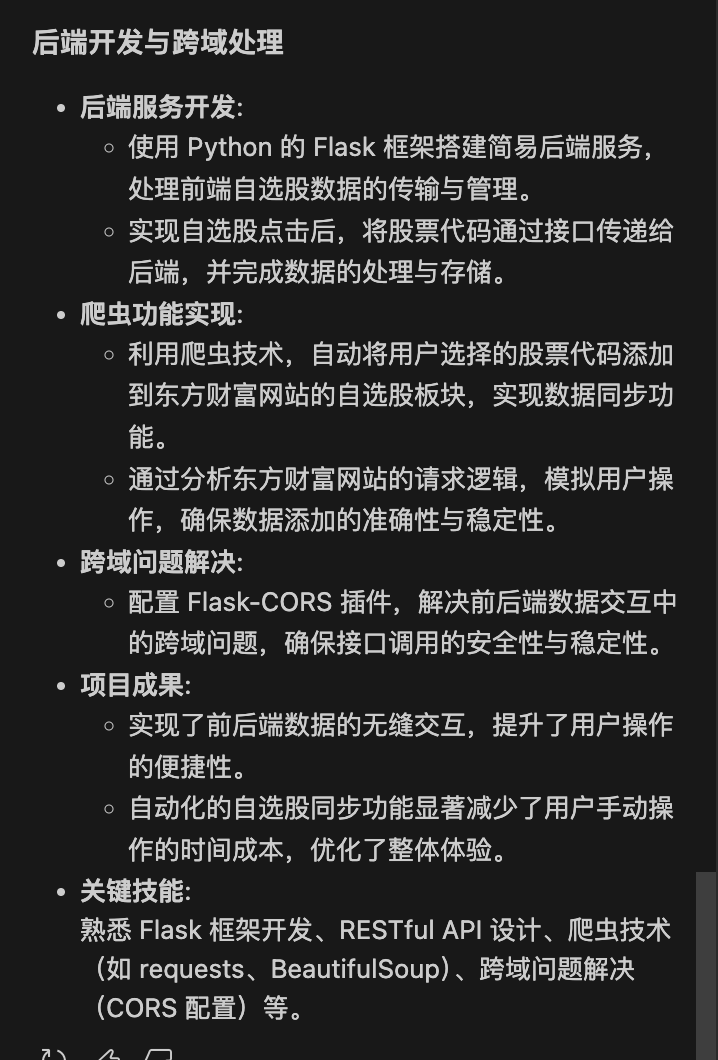 后端开发与跨域处理
• 后端服务开发:
◦ 使用 Python 的 Flask 框架搭建简易后端服务，
处理前端自选股数据的传输与管理。
◦ 实现自选股点击后，将股票代码通过接口传递给
后端，并完成数据的处理与存储。
• 爬虫功能实现:
◦ 利用爬虫技术，自动将用户选择的股票代码添加
到东方财富网站的自选股板块，实现数据同步功
能。
◦ 通过分析东方财富网站的请求逻辑，模拟用户操
作，确保数据添加的准确性与稳定性。
• 跨域问题解决:
◦ 配置 Flask-CORS 插件，解决前后端数据交互中
的跨域问题，确保接口调用的安全性与稳定性。
• 项目成果:
◦ 实现了前后端数据的无缝交互，提升了用户操作
的便捷性。
◦ 自动化的自选股同步功能显著减少了用户手动操
作的时间成本，优化了整体体验。
• 关键技能:
熟悉 Flask 框架开发、RESTful API 设计、爬虫技术
（如 requests、BeautifulSoup）、跨域问题解决
（CORS 配置）等。